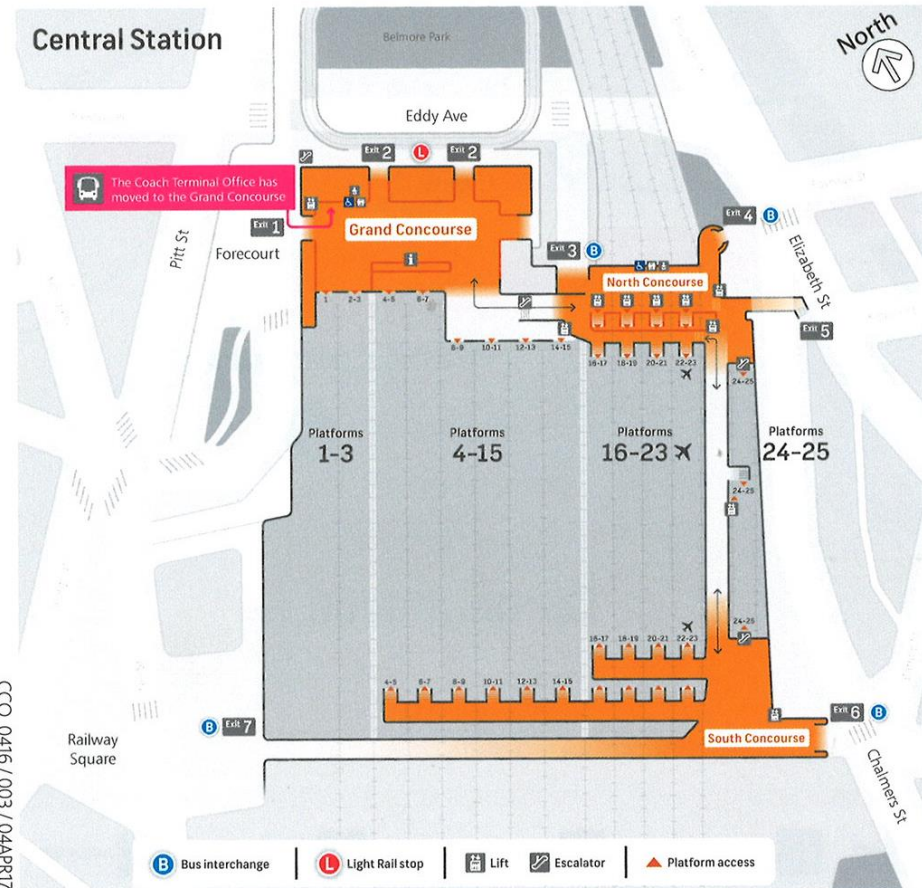 Central Station
Belmore Park
North
Eddy Ave
Exit 2
L
Exit 2
The Coach Terminal Office has
moved to the Grand Concourse
Exit 1
Grand Concourse
Exit 4
B
Pitt St
Forecourt
Exit 3
B
Elizabeth St
i
North Concourse
1
2-3
4-5
6-7
Exit 5
8-9
10-11
12-13
14-15
16-17
18-19
20-21
22-23
24-25
Platforms
1-3
Platforms
4-15
Platforms
16-23
24-25
Platforms
24-25
24-25
16-17
18-19
20-21
22-23
4-5
6-7
8-9
10-11
12-13
14-15
B
Exit 7
Exit 6
B
Railway
Square
South Concourse
Chalmers St
CCO_0416 / 003 / 04APR17
B Bus interchange
L Light Rail stop
Lift
Escalator
Platform access